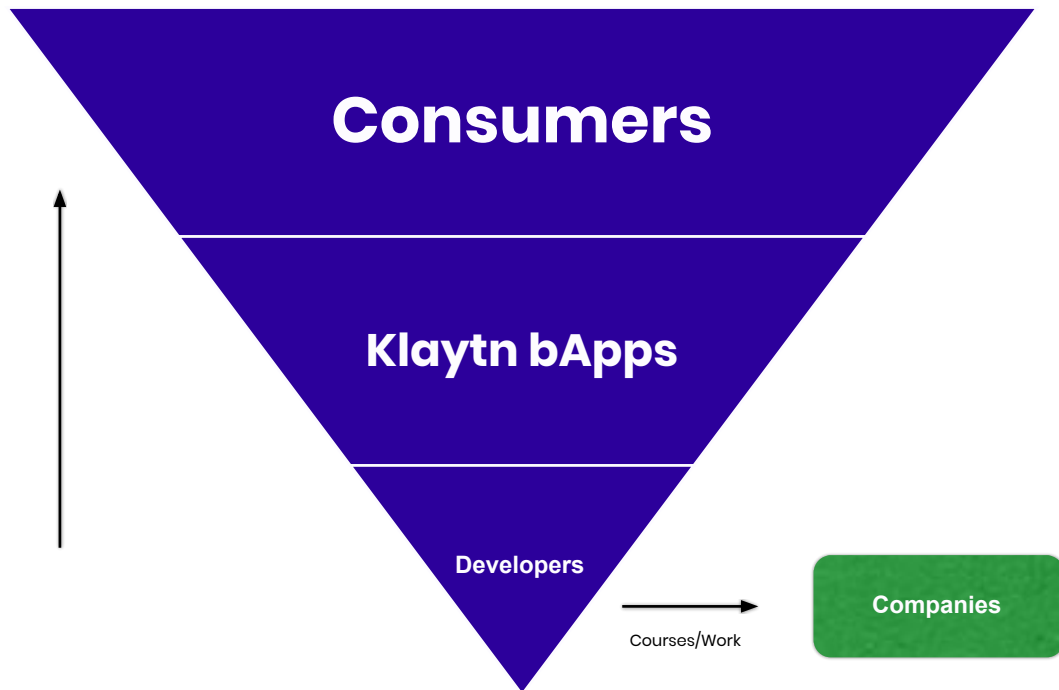 Consumers
Klaytn bApps
Developers
Courses/Work
Companies